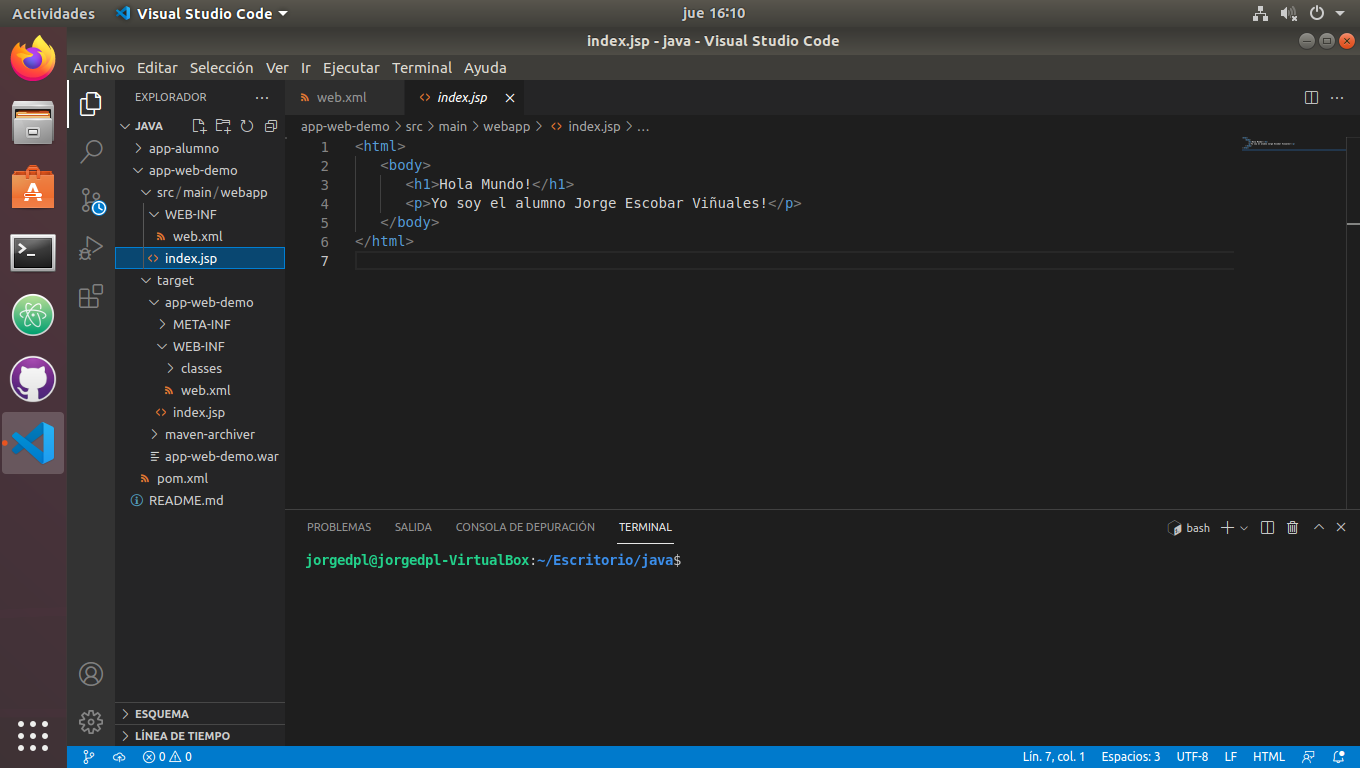 Actividades Visual Studio Code jue 16:10
index.jsp - java - Visual Studio Code
Archivo Editar Selección Ver Ir Ejecutar Terminal Ayuda
EXPLORADOR
JAVA
app-alumno
app-web-demo
src/main/webapp
WEB-INF
web.xml
index.jsp
target
app-web-demo
META-INF
WEB-INF
classes
web.xml
index.jsp
maven-archiver
app-web-demo.war
pom.xml
README.md
ESQUEMA
LÍNEA DE TIEMPO
web.xml index.jsp
app-web-demo > src > main > webapp > index.jsp > ...
1 <html>
2 <body>
3 <h1>Hola Mundo!</h1>
4 <p>Yo soy el alumno Jorge Escobar Viñuales!</p>
5 </body>
6 </html>
7
PROBLEMAS SALIDA CONSOLA DE DEPURACIÓN TERMINAL bash
jorgedpl@jorgedpl-VirtualBox:~/Escritorio/java$
0 0 Lín. 7, col. 1 Espacios: 3 UTF-8 LF HTML